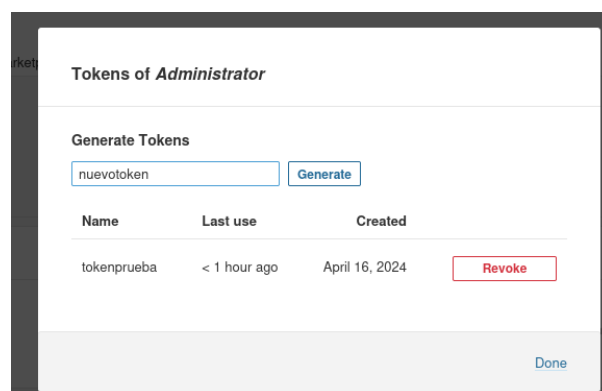 Tokens of Administrator
Generate Tokens
nuevotoken Generate
Name Last use Created
tokenprueba < 1 hour ago April 16, 2024 Revoke
Done